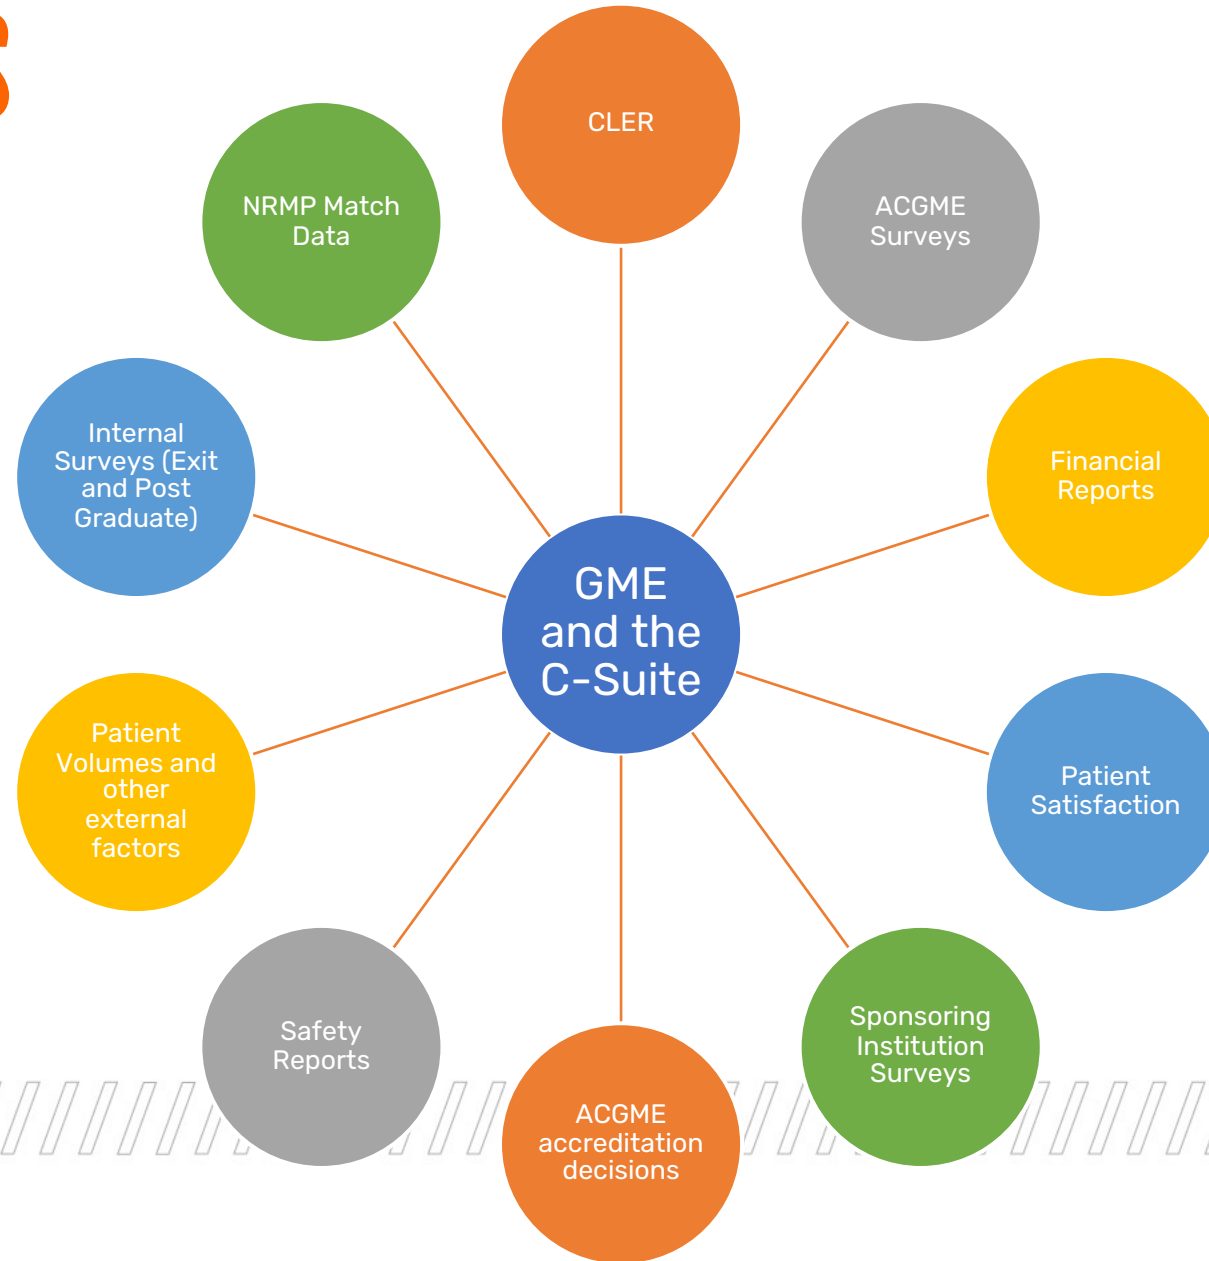 CLER
ACGME
Surveys
Financial
Reports
Patient
Satisfaction
Sponsoring
Institution
Surveys
ACGME
accreditation
decisions
Safety
Reports
Patient
Volumes and
other
external
factors
Internal
Surveys (Exit
and Post
Graduate)
NRMP Match
Data
GME
and the
C-Suite